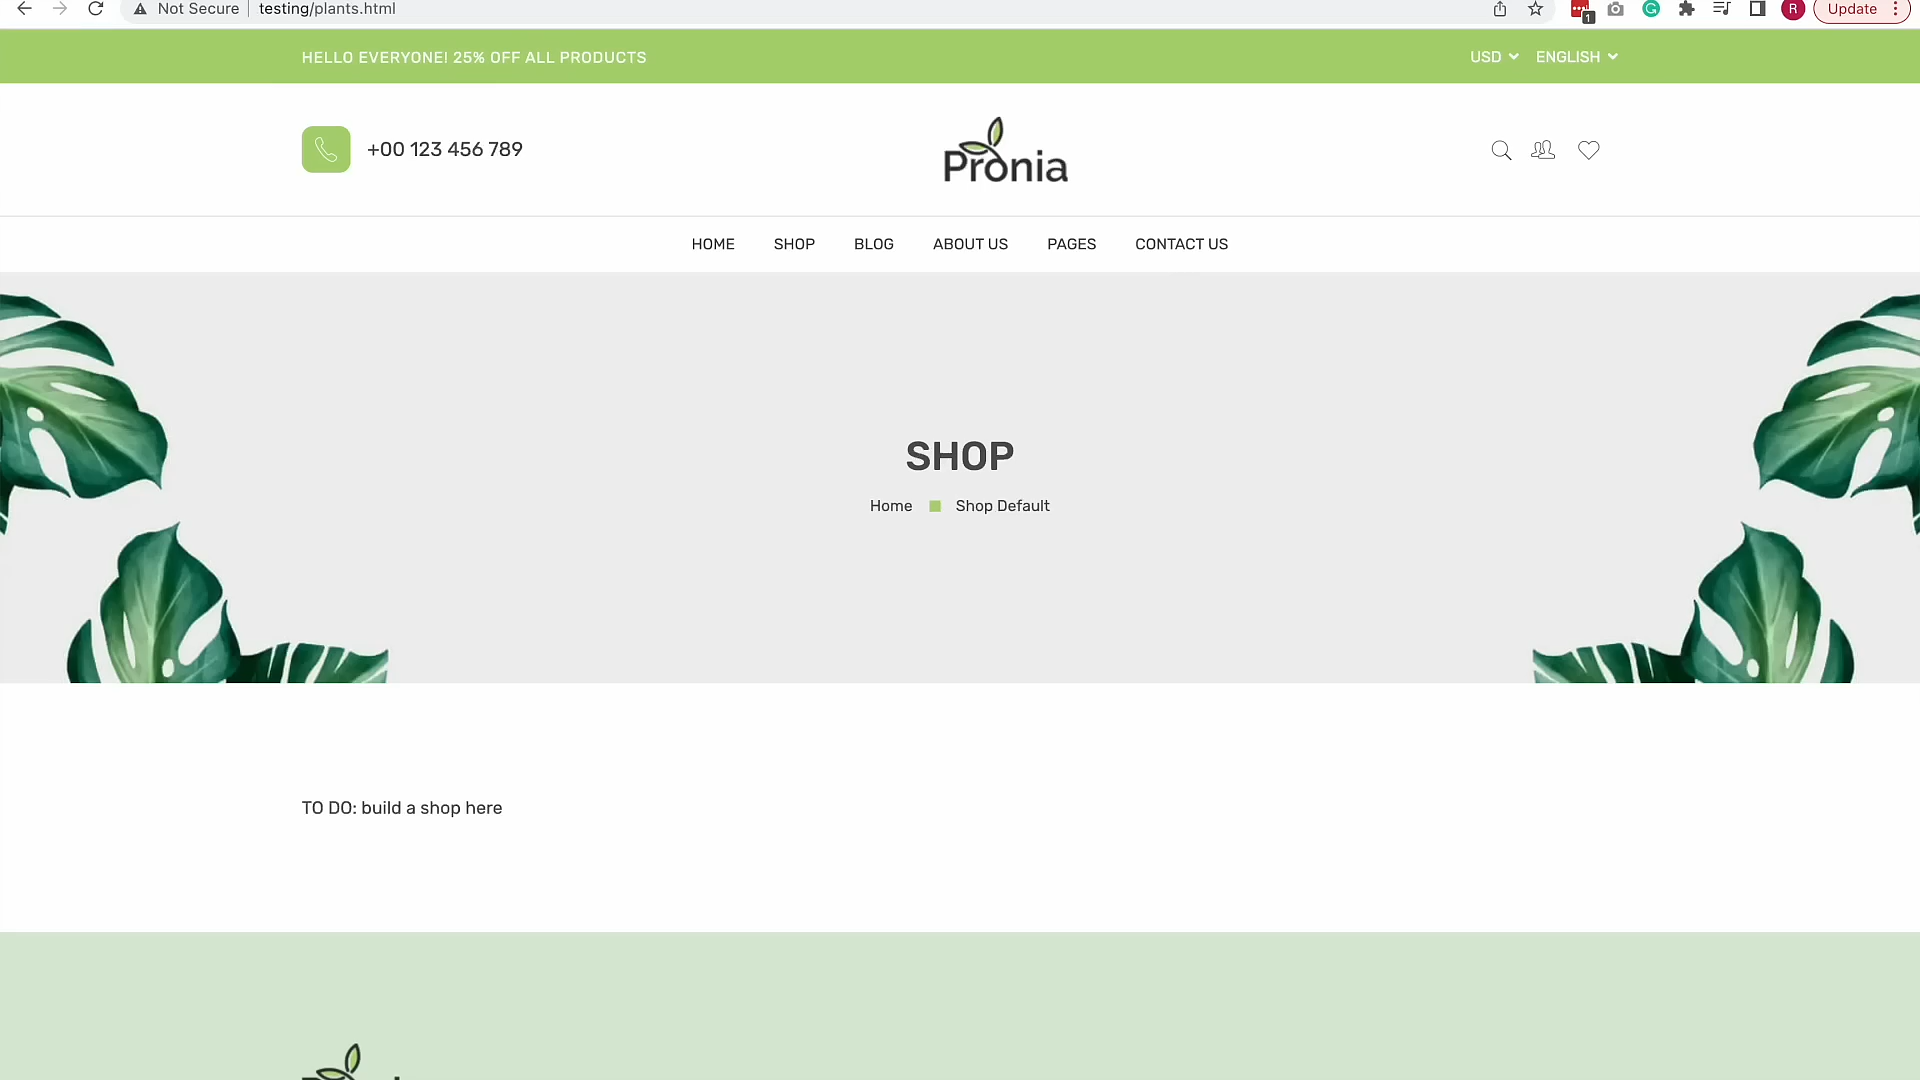 Not Secure testing/plants.html
1 R Update
HELLO EVERYONE! 25% OFF ALL PRODUCTS
USD ENGLISH
+00 123 456 789
Pronia
HOME SHOP BLOG ABOUT US PAGES CONTACT US
SHOP
Home Shop Default
TO DO: build a shop here